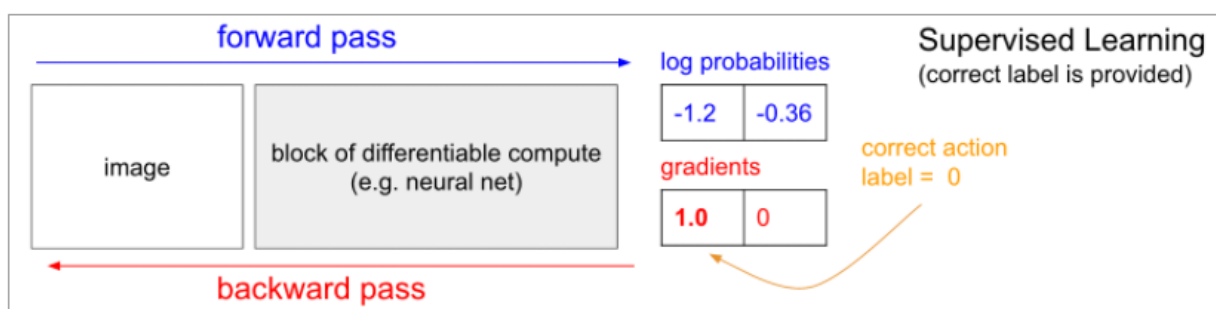 forward pass
Supervised Learning
(correct label is provided)
log probabilities
-1.2 -0.36
image
block of differentiable compute
(e.g. neural net)
gradients
1.0 0
correct action
label = 0
backward pass